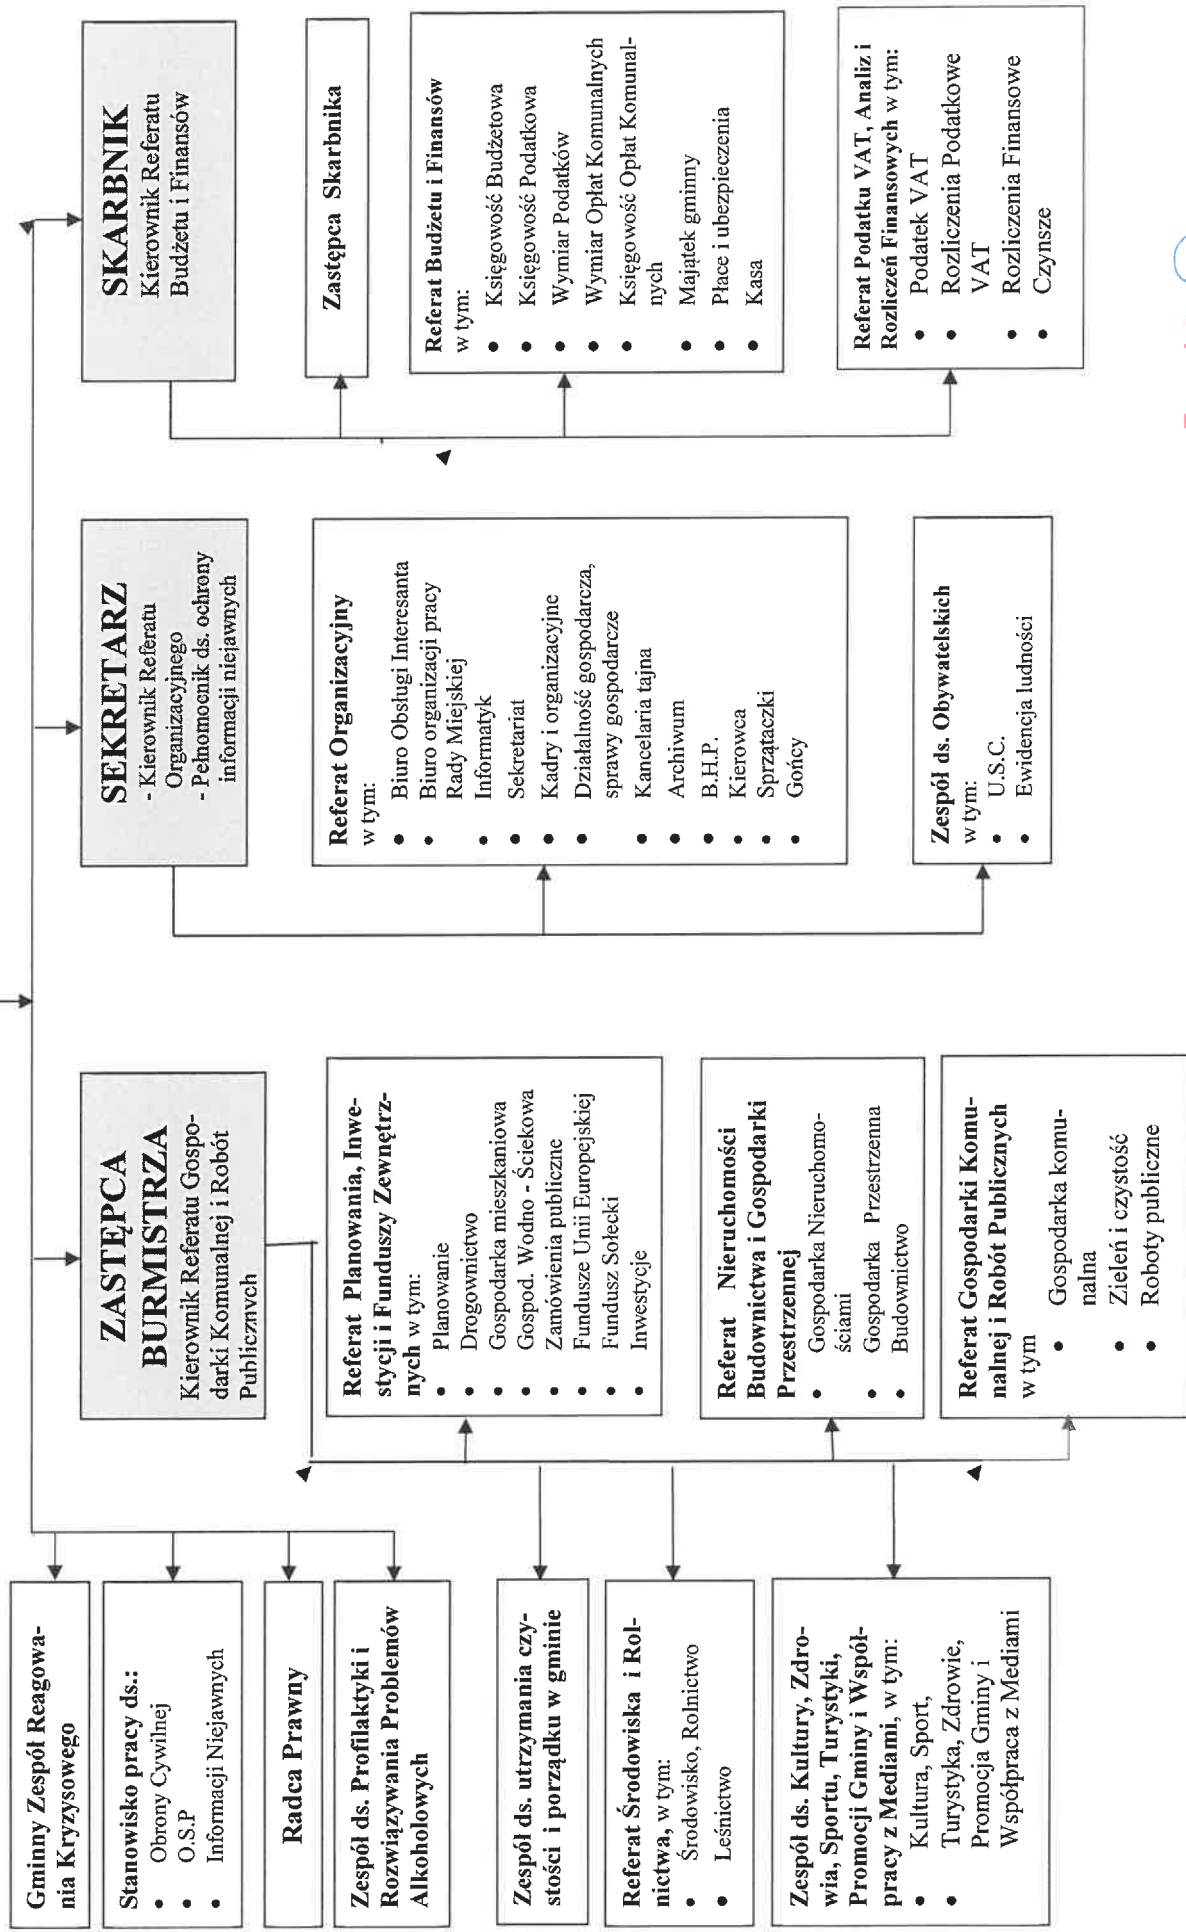 Gminny Zespół Reagowa-
nia Kryzysowego
Stanowisko pracy ds.:
• Obrony Cywilnej
• O.S.P
• Informacji Niejawnych
Radca Prawny
Zespół ds. Profilaktyki i
Rozwiązywania Problemów
Alkoholowych
Zespół ds. utrzymania czy-
stości i porządku w gminie
Referat Środowiska i Rol-
nictwa, w tym:
• Środowisko, Rolnictwo
• Leśnictwo
Zespół ds. Kultury, Zdro-
wia, Sportu, Turystyki,
Promocji Gminy i Współ-
pracy z Mediami, w tym:
• Kultura, Sport,
• Turystyka, Zdrowie,
Promocja Gminy i
Współpraca z Mediami
ZASTĘPCA
BURMISTRZA
Kierownik Referatu Gospo-
darki Komunalnej i Robót
Publicznych
Referat Planowania, Inwe-
stycji i Funduszy Zewnętrz-
nych w tym:
• Planowanie
• Drogownictwo
• Gospodarka mieszkaniowa
• Gospod. Wodno - Ściekowa
• Zamówienia publiczne
• Fundusze Unii Europejskiej
• Fundusz Sołecki
• Inwestycje
Referat Nieruchomości
Budownictwa i Gospodarki
Przestrzennej
• Gospodarka Nieruchomo-
ściami
• Gospodarka Przestrzenna
• Budownictwo
Referat Gospodarki Komu-
nalnej i Robót Publicznych
w tym
• Gospodarka komu-
nalna
• Zieleń i czystość
• Roboty publiczne
SEKRETARZ
- Kierownik Referatu
Organizacyjnego
- Pełnomocnik ds. ochrony
informacji niejawnych
Referat Organizacyjny
w tym:
• Biuro Obsługi Interesanta
• Biuro organizacji pracy
Rady Miejskiej
• Informatyk
• Sekretariat
• Kadry i organizacyjne
• Działalność gospodarcza,
sprawy gospodarcze
• Kancelaria tajna
• Archiwum
• B.H.P.
• Kierowca
• Sprzątaczki
• Gońcy
Zespół ds. Obywatelskich
w tym:
• U.S.C.
• Ewidencja ludności
SKARBNIK
Kierownik Referatu
Budżetu i Finansów
Zastępca Skarbnika
Referat Budżetu i Finansów
w tym:
• Księgowość Budżetowa
• Księgowość Podatkowa
• Wymiar Podatków
• Wymiar Opłat Komunalnych
• Księgowość Opłat Komunal-
nych
• Majątek gminny
• Płace i ubezpieczenia
• Kasa
Referat Podatku VAT, Analiz i
Rozliczeń Finansowych w tym:
• Podatek VAT
• Rozliczenia Podatkowe
VAT
• Rozliczenia Finansowe
• Czynsze